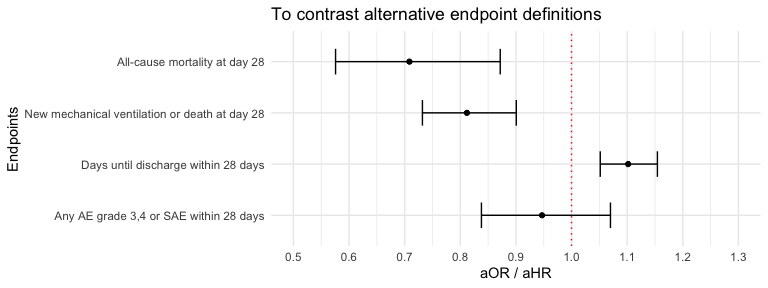 To contrast alternative endpoint definitions
Endpoints
All-cause mortality at day 28
New mechanical ventilation or death at day 28
Days until discharge within 28 days
Any AE grade 3,4 or SAE within 28 days
0.5 0.6 0.7 0.8 0.9 1.0 1.1 1.2 1.3
aOR / aHR